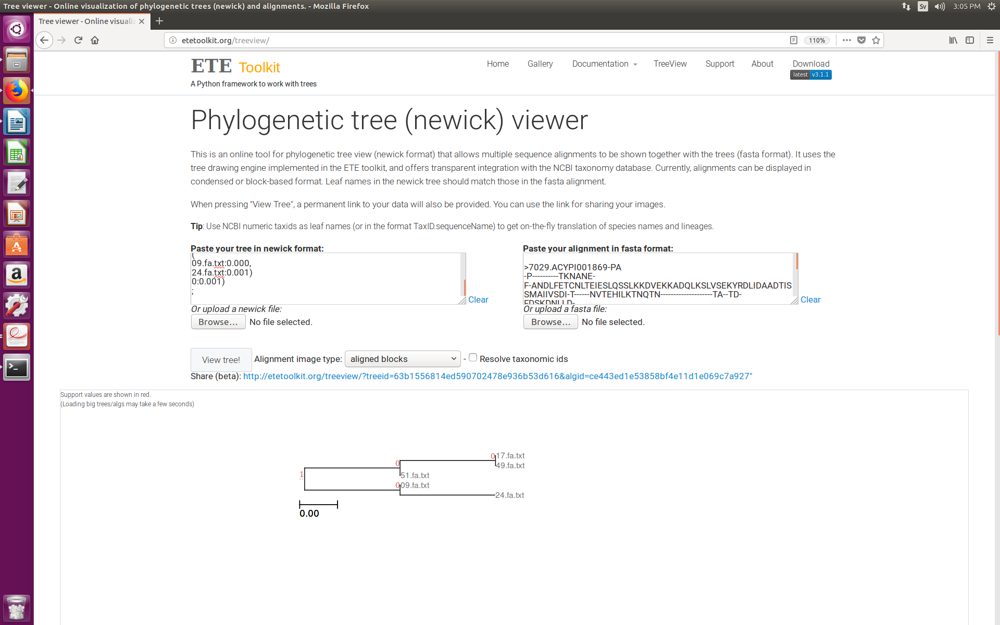 Tree viewer - Online visualization of phylogenetic trees (newick) and alignments. - Mozilla Firefox
Sv
3:05 PM
Tree viewer - Online visualiz
etetoolkit.org/treeview/
110%
ETE Toolkit
A Python framework to work with trees
Home
Gallery
Documentation
TreeView
Support
About
Download
latest v3.1.1
Phylogenetic tree (newick) viewer
This is an online tool for phylogenetic tree view (newick format) that allows multiple sequence alignments to be shown together with the trees (fasta format). It uses the
tree drawing engine implemented in the ETE toolkit, and offers transparent integration with the NCBI taxonomy database. Currently, alignments can be displayed in
condensed or block-based format. Leaf names in the newick tree should match those in the fasta alignment.
When pressing "View Tree", a permanent link to your data will also be provided. You can use the link for sharing your images.
Tip: Use NCBI numeric taxids as leaf names (or in the format TaxID.sequenceName) to get on-the-fly translation of species names and lineages.
Paste your tree in newick format:
(
09.fa.txt:0.000,
24.fa.txt:0.001)
0:0.001)
;
Clear
Or upload a newick file:
Browse... No file selected.
Paste your alignment in fasta format:
>7029.ACYPI001869-PA
-P----------TKNANE-
F-ANDLFETCNLTEIESLQSSLKKDVEKKADQLKSLVSEKYRDLIDAADTIS
SMAIIVSDI-T------NVTEHILKTNQTN--------------------TA--TD-
FDSKDNLLD-
Clear
Or upload a fasta file:
Browse... No file selected.
View tree! Alignment image type: aligned blocks - Resolve taxonomic ids
Share (beta): http://etetoolkit.org/treeview/?treeid=63b1556814ed590702478e936b53d616&algid=ce443ed1e53858bf4e11d1e069c7a927"
Support values are shown in red.
(Loading big trees/algs may take a few seconds)
0 17.fa.txt
0 49.fa.txt
1 51.fa.txt
0 09.fa.txt
24.fa.txt
0.00